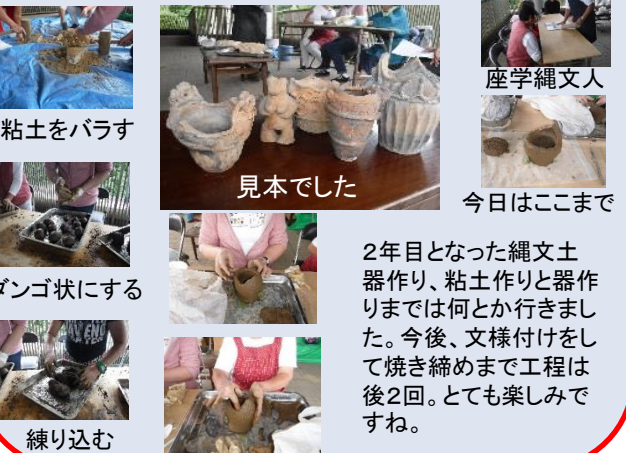 座学縄文人
粘土をバラす
見本でした
今日はここまで
ダンゴ状にする
2年目となった縄文土
器作り、粘土作りと器作
りまでは何とか行きまし
た。今後、文様付けをし
て焼き締めまで工程は
後2回。とても楽しみで
すね。
練り込む